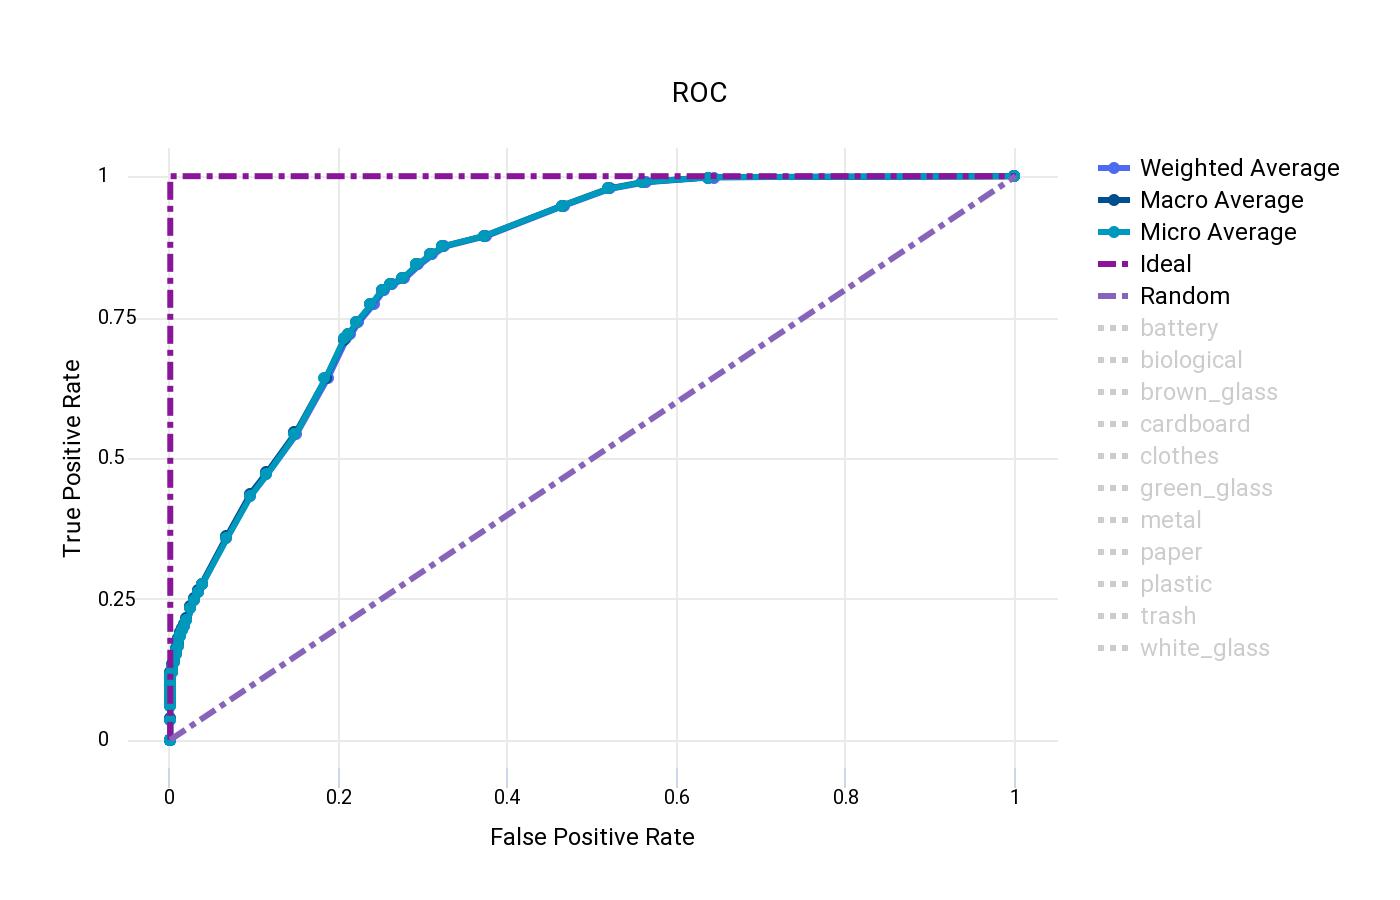 ROC
1
0.75
0.5
0.25
0
True Positive Rate
0
0.2
0.4
0.6
0.8
1
False Positive Rate
Weighted Average
Macro Average
Micro Average
Ideal
Random
battery
biological
brown_glass
cardboard
clothes
green_glass
metal
paper
plastic
trash
white_glass